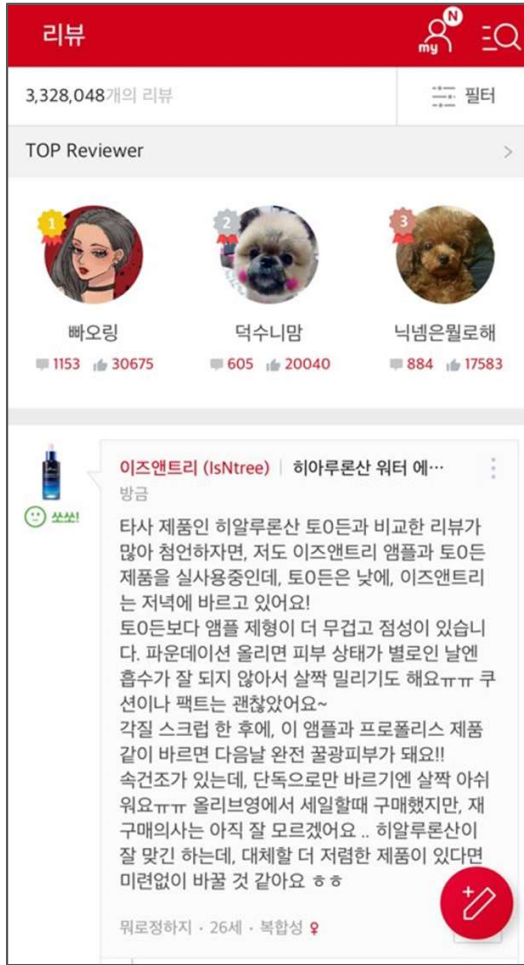 리뷰
N
my
3,328,048개의 리뷰
필터
TOP Reviewer
1
2
3
빠오링
덕수니맘
닉넴은뭘로해
1153 30675
605 20040
884 17583
이즈앤트리 (IsNtree) | 히아루론산 워터 에…
방금
쏘쏘!
타사 제품인 히알루론산 토0든과 비교한 리뷰가
많아 첨언하자면, 저도 이즈앤트리 앰플과 토0든
제품을 실사용중인데, 토0든은 낮에, 이즈앤트리
는 저녁에 바르고 있어요!
토0든보다 앰플 제형이 더 무겁고 점성이 있습니
다. 파운데이션 올리면 피부 상태가 별로인 날엔
흡수가 잘 되지 않아서 살짝 밀리기도 해요ㅠㅠ 쿠
션이나 팩트는 괜찮았어요~
각질 스크럽 한 후에, 이 앰플과 프로폴리스 제품
같이 바르면 다음날 완전 꿀광피부가 돼요!!
속건조가 있는데, 단독으로만 바르기엔 살짝 아쉬
워요ㅠㅠ 올리브영에서 세일할때 구매했지만, 재
구매의사는 아직 잘 모르겠어요 .. 히알루론산이
잘 맞긴 하는데, 대체할 더 저렴한 제품이 있다면
미련없이 바꿀 것 같아요 ㅎㅎ
뭐로정하지 · 26세 · 복합성 ♀